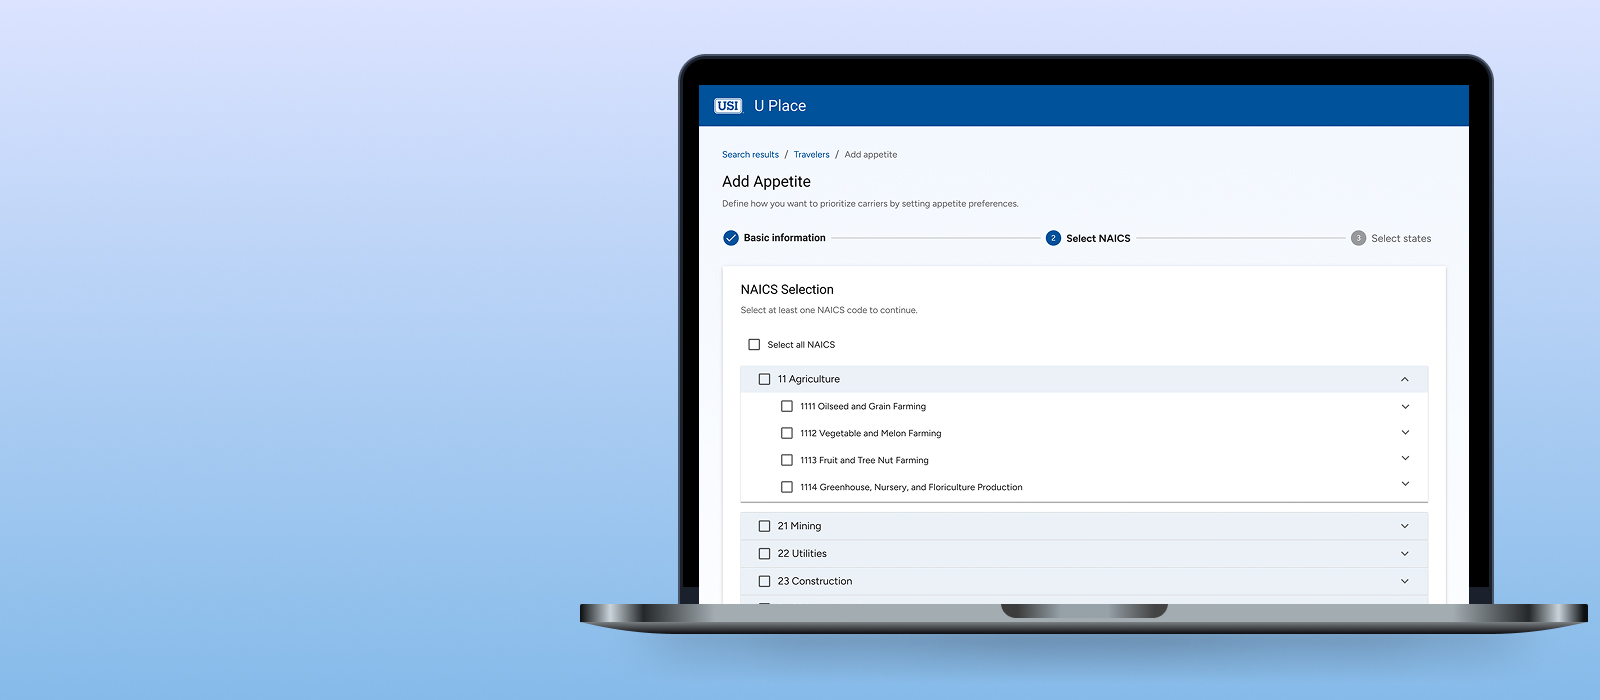 USI U Place
Search results / Travelers / Add appetite
Add Appetite
Define how you want to prioritize carriers by setting appetite preferences.
Basic information 2 Select NAICS 3 Select states
NAICS Selection
Select at least one NAICS code to continue.
Select all NAICS
11 Agriculture
1111 Oilseed and Grain Farming
1112 Vegetable and Melon Farming
1113 Fruit and Tree Nut Farming
1114 Greenhouse, Nursery, and Floriculture Production
21 Mining
22 Utilities
23 Construction